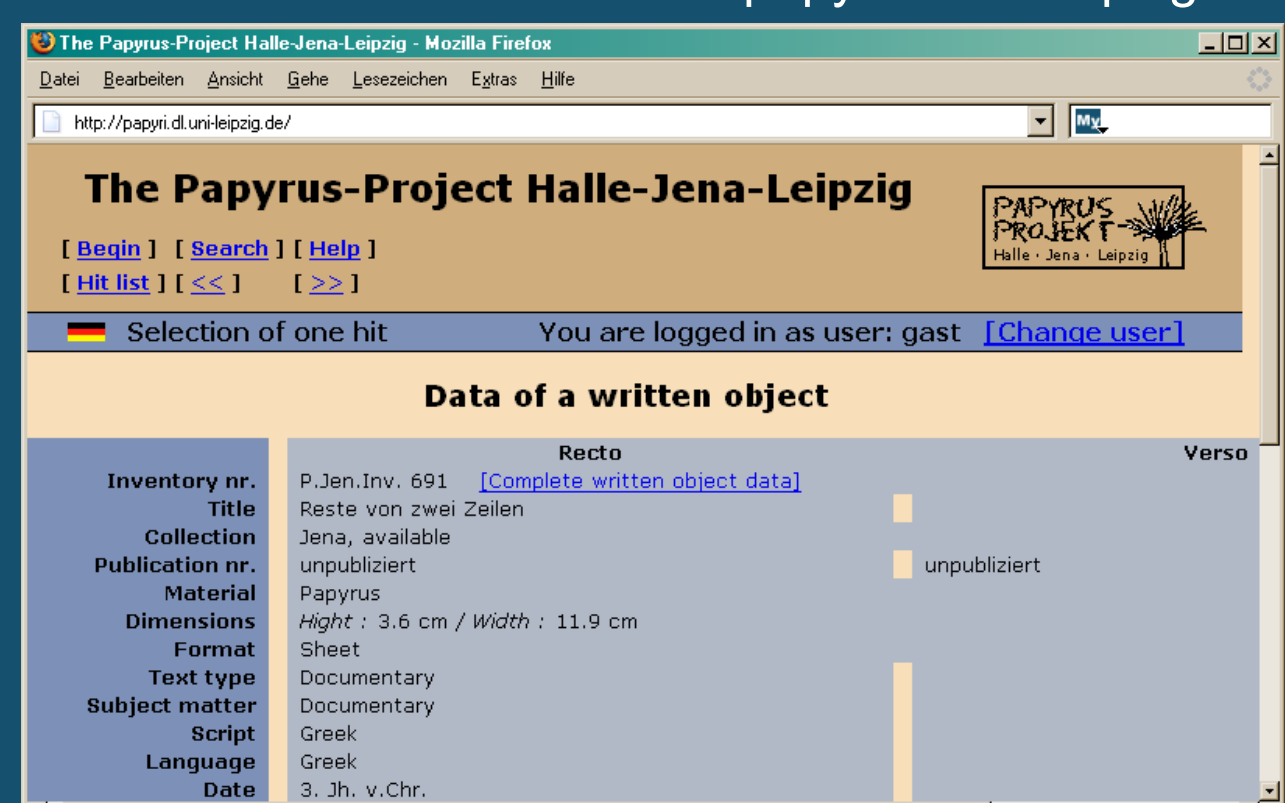 The Papyrus-Project Halle-Jena-Leipzig - Mozilla Firefox
Datei Bearbeiten Ansicht Gehe Lesezeichen Extras Hilfe
http://papyri.dl.uni-leipzig.de/ My
The Papyrus-Project Halle-Jena-Leipzig
PAPYRUS
PROJEKT
Halle · Jena · Leipzig
[ Begin ] [ Search ] [ Help ]
[ Hit list ] [ << ] [ >> ]
Selection of one hit You are logged in as user: gast [Change user]
Data of a written object
Recto Verso
Inventory nr. P.Jen.Inv. 691 [Complete written object data]
Title Reste von zwei Zeilen
Collection Jena, available
Publication nr. unpubliziert unpubliziert
Material Papyrus
Dimensions Hight : 3.6 cm / Width : 11.9 cm
Format Sheet
Text type Documentary
Subject matter Documentary
Script Greek
Language Greek
Date 3. Jh. v.Chr.